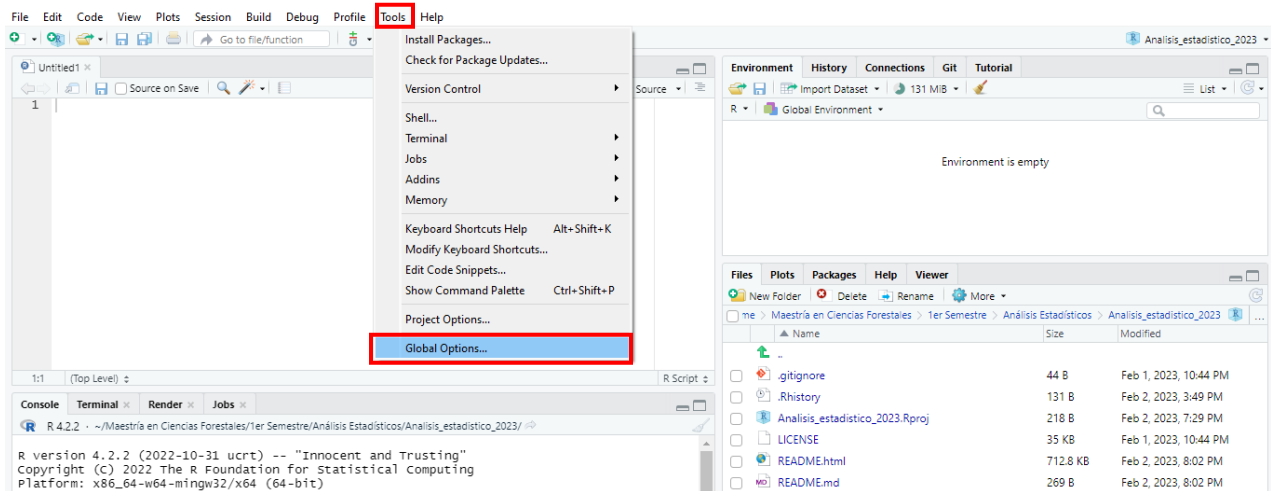 File Edit Code View Plots Session Build Debug Profile Tools Help
Go to file/function
Analisis_estadistico_2023
Install Packages...
Check for Package Updates...
Version Control
Shell...
Terminal
Jobs
Addins
Memory
Keyboard Shortcuts Help Alt+Shift+K
Modify Keyboard Shortcuts...
Edit Code Snippets...
Show Command Palette Ctrl+Shift+P
Project Options...
Global Options...
Untitled1
Source on Save
Source
1
1:1 (Top Level) R Script
Console Terminal Render Jobs
R 4.2.2 · ~/Maestría en Ciencias Forestales/1er Semestre/Análisis Estadísticos/Analisis_estadistico_2023/
R version 4.2.2 (2022-10-31 ucrt) -- "Innocent and Trusting"
Copyright (C) 2022 The R Foundation for Statistical Computing
Platform: x86_64-w64-mingw32/x64 (64-bit)
Environment History Connections Git Tutorial
Import Dataset 131 MiB List
R Global Environment
Environment is empty
Files Plots Packages Help Viewer
New Folder Delete Rename More
me > Maestría en Ciencias Forestales > 1er Semestre > Análisis Estadísticos > Analisis_estadistico_2023 ...
Name Size Modified
..
.gitignore 44 B Feb 1, 2023, 10:44 PM
.Rhistory 131 B Feb 2, 2023, 3:49 PM
Analisis_estadistico_2023.Rproj 218 B Feb 2, 2023, 7:29 PM
LICENSE 35 KB Feb 1, 2023, 10:44 PM
README.html 712.8 KB Feb 2, 2023, 8:02 PM
README.md 269 B Feb 2, 2023, 8:02 PM